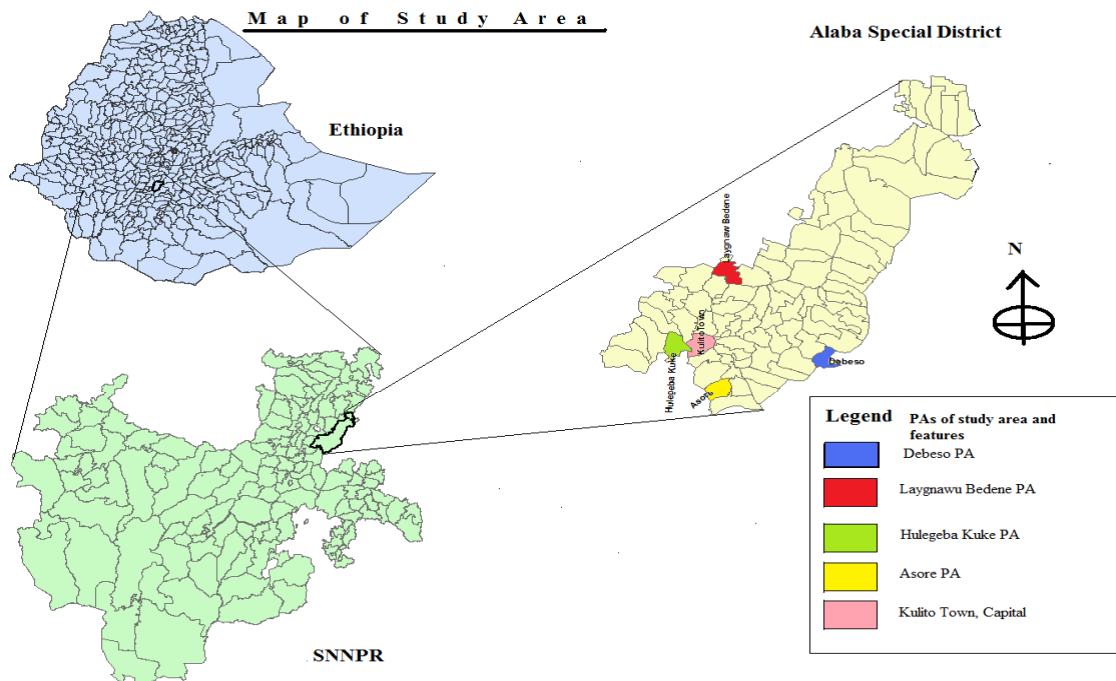 Map of Study Area
Alaba Special District
Ethiopia
Laygnaw Bedene
N
Kulito Town
Hulegeba Kuke
Debeso
Asore
Legend PAs of study area and
features
Debeso PA
Laygnawu Bedene PA
Hulegeba Kuke PA
Asore PA
Kulito Town, Capital
SNNPR